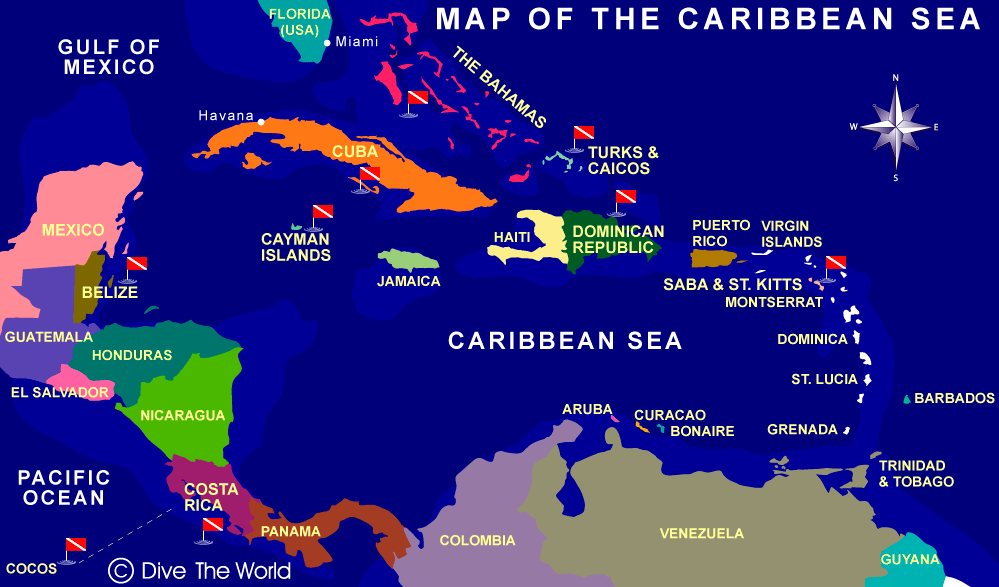 MAP OF THE CARIBBEAN SEA
FLORIDA
(USA)
Miami
GULF OF
MEXICO
THE BAHAMAS
Havana
CUBA
TURKS &
CAICOS
N
W
E
S
MEXICO
CAYMAN
ISLANDS
HAITI
DOMINICAN
REPUBLIC
PUERTO
RICO
VIRGIN
ISLANDS
JAMAICA
SABA & ST. KITTS
MONTSERRAT
BELIZE
GUATEMALA
HONDURAS
CARIBBEAN SEA
DOMINICA
EL SALVADOR
ST. LUCIA
NICARAGUA
BARBADOS
ARUBA
CURACAO
BONAIRE
GRENADA
PACIFIC
OCEAN
COSTA
RICA
TRINIDAD
& TOBAGO
PANAMA
COLOMBIA
VENEZUELA
GUYANA
COCOS
© Dive The World